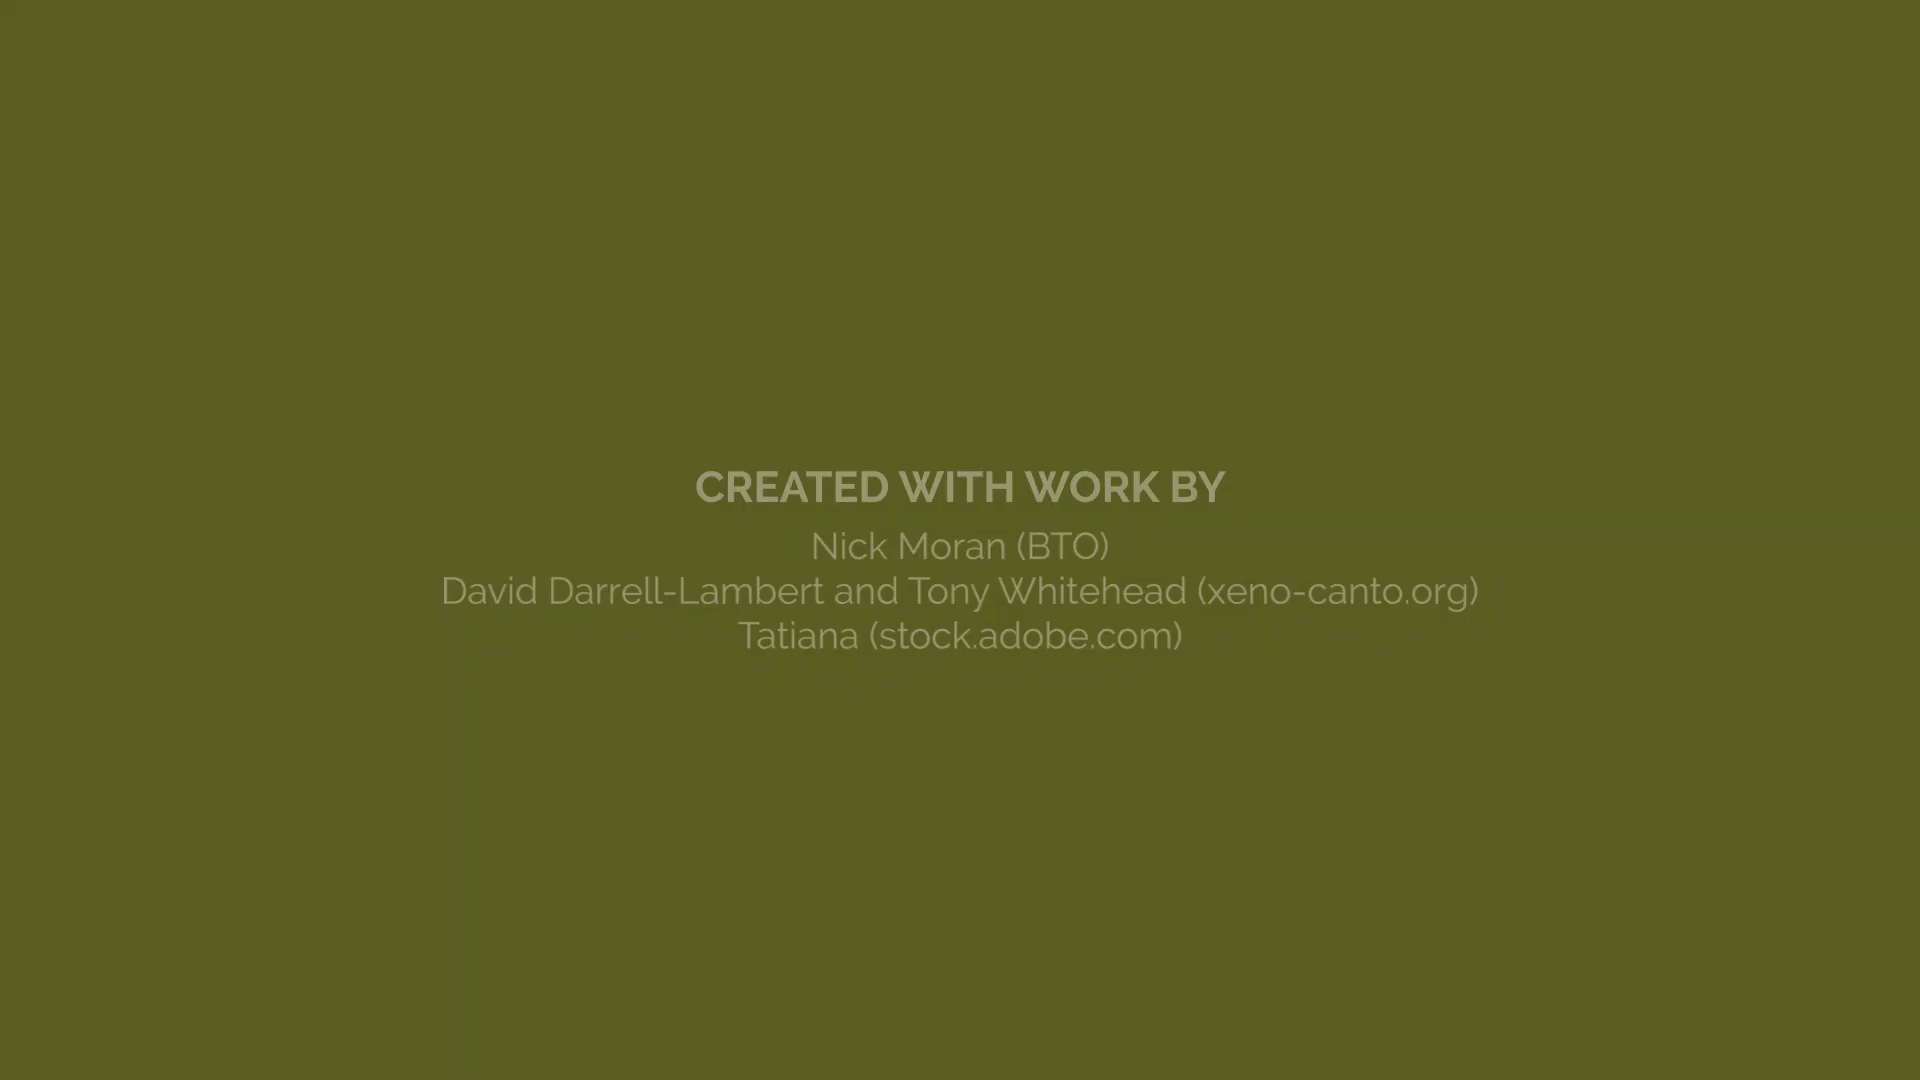 CREATED WITH WORK BY
Nick Moran (BTO)
David Darrell-Lambert and Tony Whitehead (xeno-canto.org)
Tatiana (stock.adobe.com)